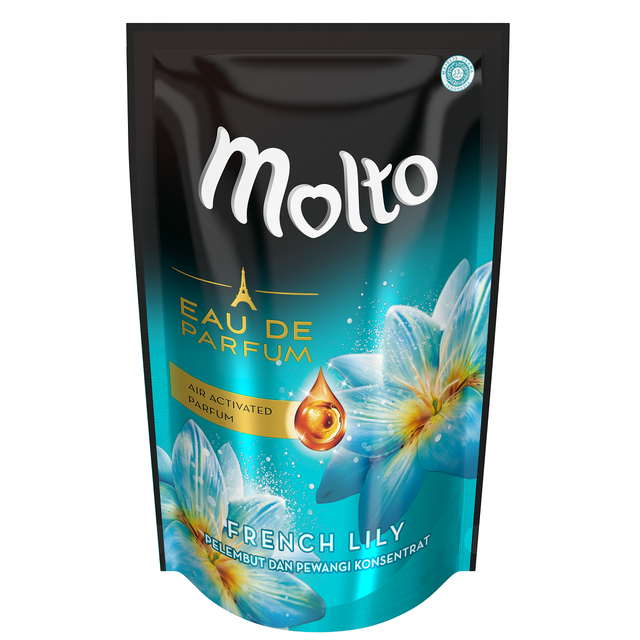 Molto
EAU DE
PARFUM
AIR ACTIVATED
PARFUM
FRENCH LILY
PELEMBUT DAN PEWANGI KONSENTRAT